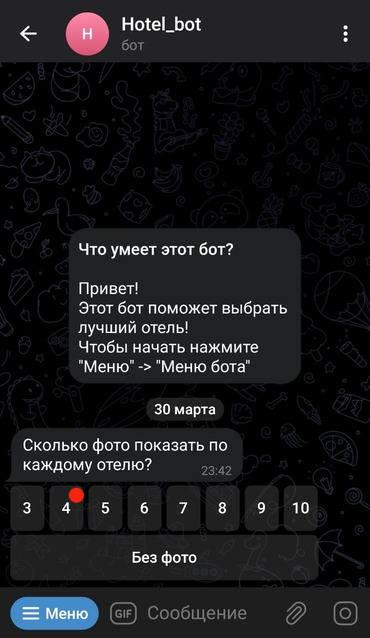 Н
Hotel_bot
бот
Что умеет этот бот?
Привет!
Этот бот поможет выбрать
лучший отель!
Чтобы начать нажмите
"Меню" -> "Меню бота"
30 марта
Сколько фото показать по
каждому отелю?
23:42
3 4 5 6 7 8 9 10
Без фото
Меню GIF Сообщение